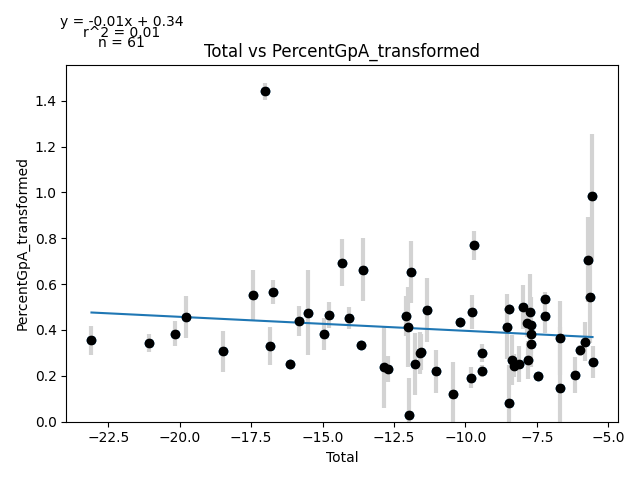 y = -0.01x + 0.34
r^2 = 0.01
n = 61
Total vs PercentGpA_transformed
PercentGpA_transformed
1.4
1.2
1.0
0.8
0.6
0.4
0.2
0.0
−22.5 −20.0 −17.5 −15.0 −12.5 −10.0 −7.5 −5.0
Total